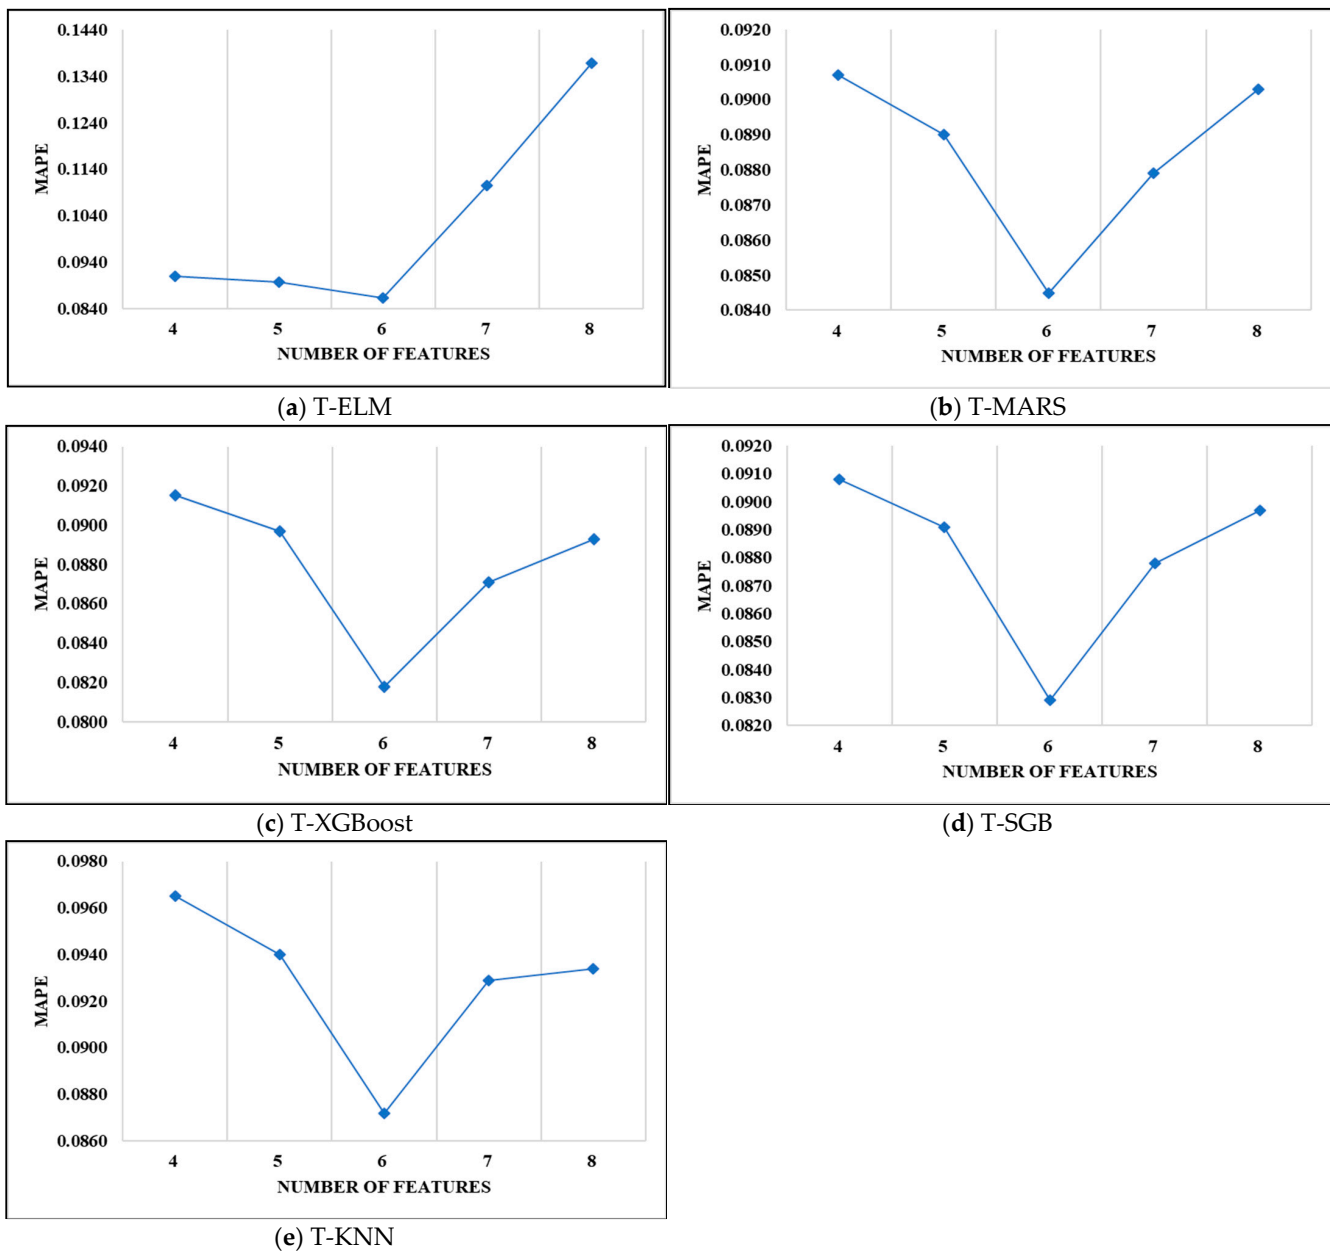 0.1440
0.1340
0.1240
0.1140
0.1040
0.0940
0.0840
MAPE
4 5 6 7 8
NUMBER OF FEATURES
(a) T-ELM
0.0920
0.0910
0.0900
0.0890
0.0880
0.0870
0.0860
0.0850
0.0840
MAPE
4 5 6 7 8
NUMBER OF FEATURES
(b) T-MARS
0.0940
0.0920
0.0900
0.0880
0.0860
0.0840
0.0820
0.0800
MAPE
4 5 6 7 8
NUMBER OF FEATURES
(c) T-XGBoost
0.0920
0.0910
0.0900
0.0890
0.0880
0.0870
0.0860
0.0850
0.0840
0.0830
0.0820
MAPE
4 5 6 7 8
NUMBER OF FEATURES
(d) T-SGB
0.0980
0.0960
0.0940
0.0920
0.0900
0.0880
0.0860
MAPE
4 5 6 7 8
NUMBER OF FEATURES
(e) T-KNN